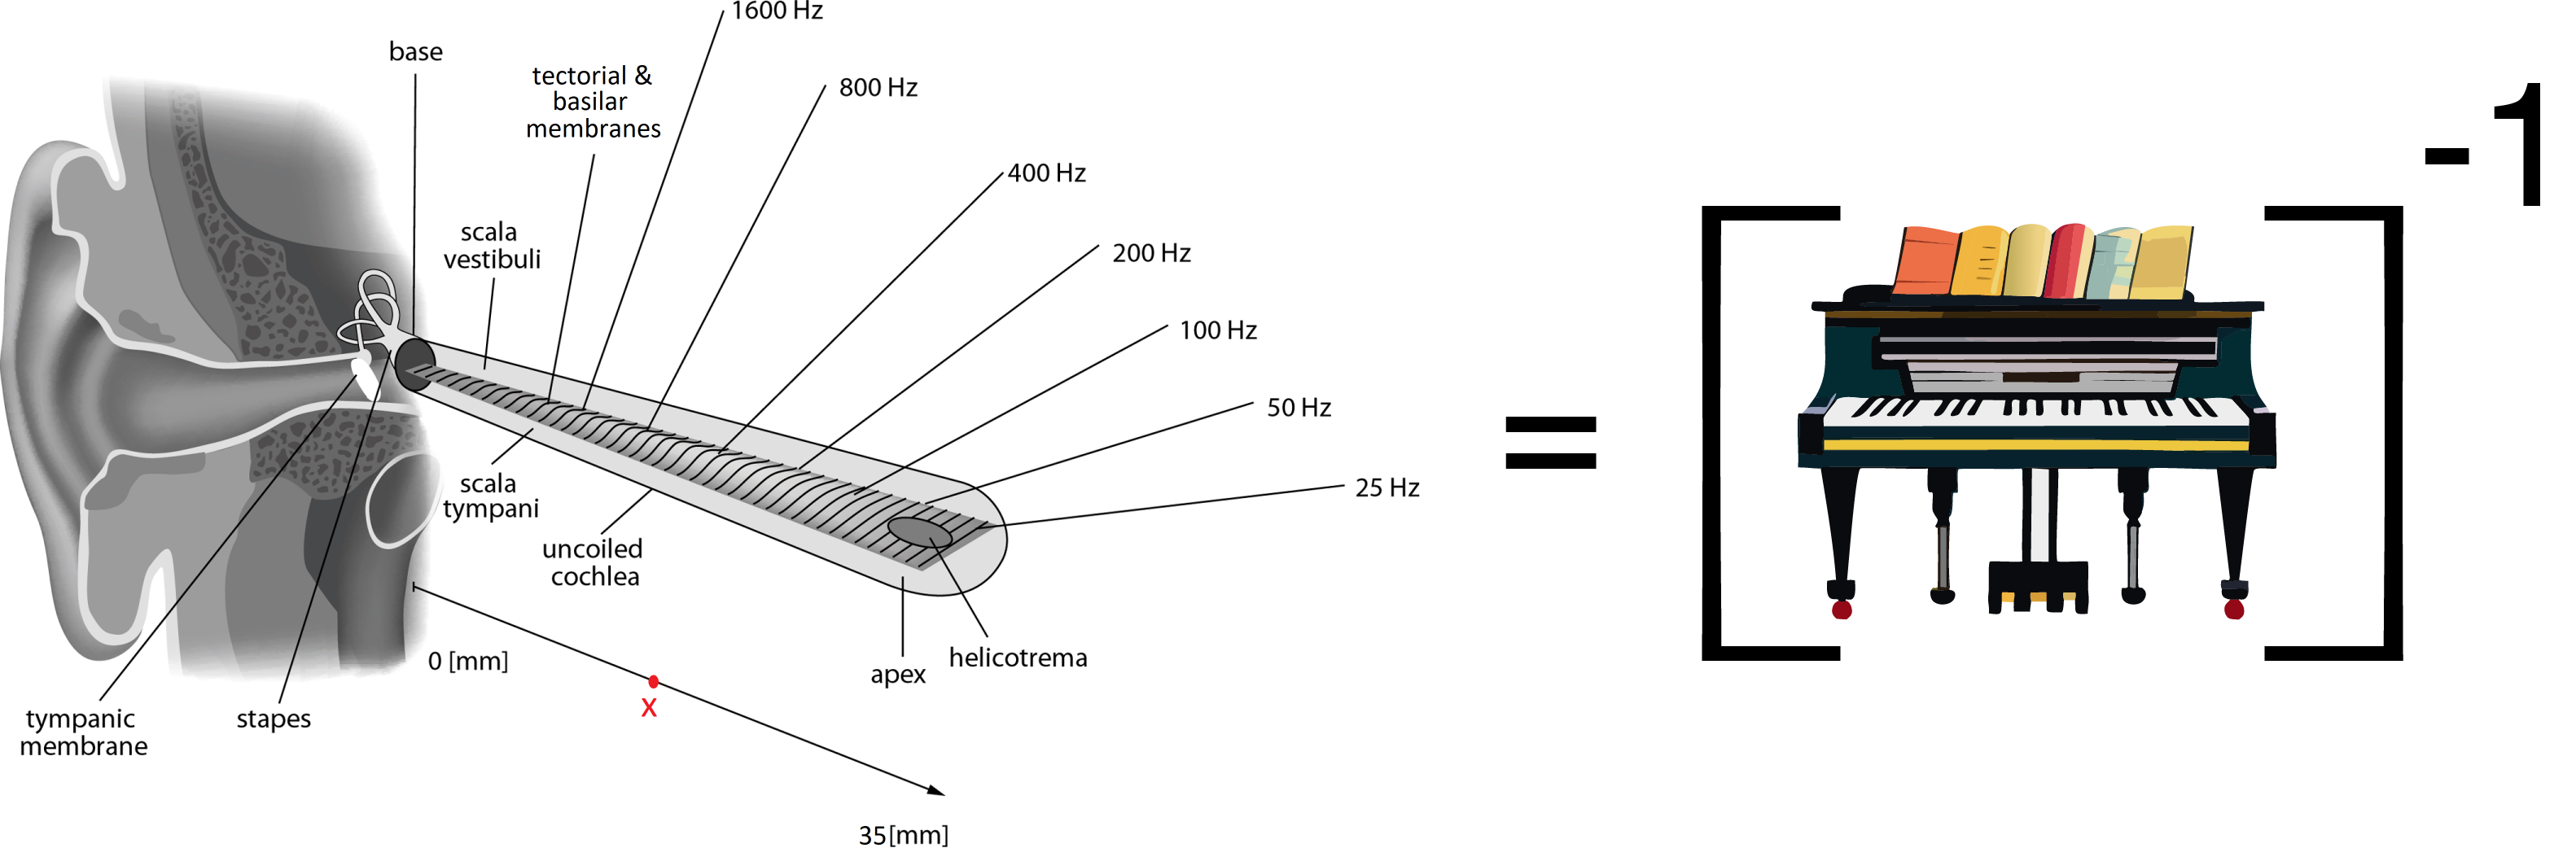 1600 Hz
base
tectorial &
basilar
membranes
800 Hz
400 Hz
scala
vestibuli
200 Hz
100 Hz
50 Hz
scala
tympani
25 Hz
uncoiled
cochlea
0 [mm]
helicotrema
apex
x
tympanic
membrane
stapes
35[mm]
=
-1